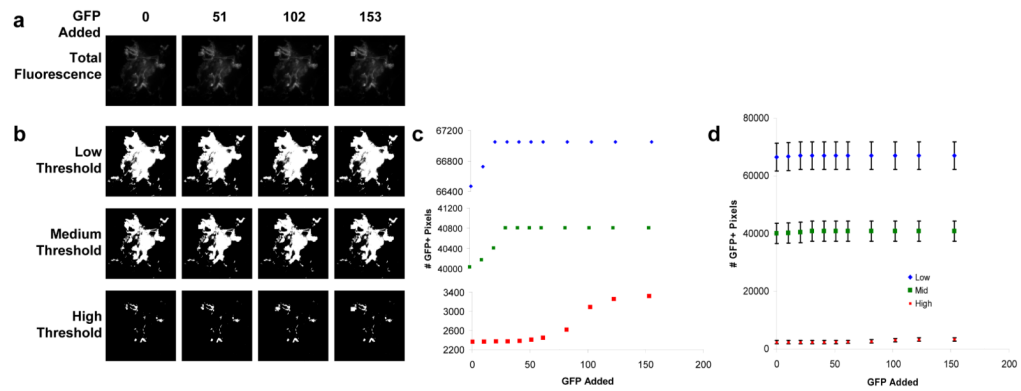 a
GFP Added
0 51 102 153
Total Fluorescence
b
Low Threshold
Medium Threshold
High Threshold
c
# GFP+ Pixels
67200
66800
66400
41200
40800
40400
40000
3400
3000
2600
2200
0 50 100 150 200
GFP Added
d
# GFP+ Pixels
80000
60000
40000
20000
0
Low
Mid
High
0 50 100 150 200
GFP Added